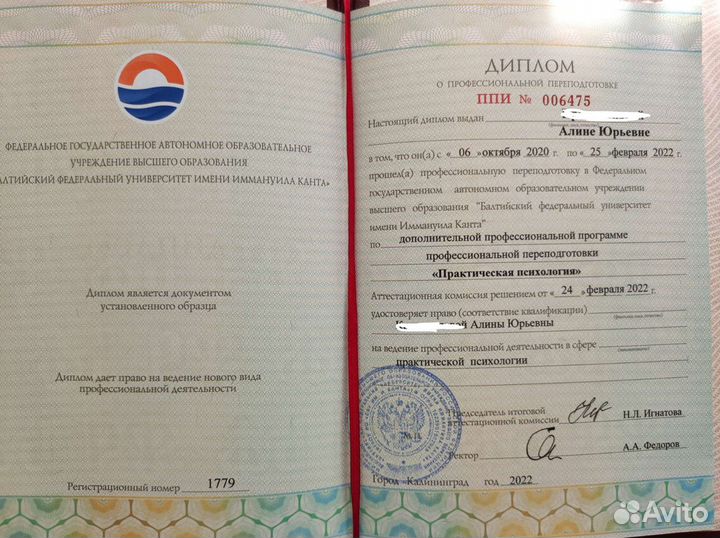 ФЕДЕРАЛЬНОЕ ГОСУДАРСТВЕННОЕ АВТОНОМНОЕ ОБРАЗОВАТЕЛЬНОЕ
УЧРЕЖДЕНИЕ ВЫСШЕГО ОБРАЗОВАНИЯ
АЛТИЙСКИЙ ФЕДЕРАЛЬНЫЙ УНИВЕРСИТЕТ ИМЕНИ ИММАНУИЛА КАНТА»
Диплом является документом
установленного образца
Диплом дает право на ведение нового вида
профессиональной деятельности
Регистрационный номер 1779
ДИПЛОМ
О ПРОФЕССИОНАЛЬНОЙ ПЕРЕПОДГОТОВКЕ
ППИ № 006475
Настоящий диплом выдан
Алине Юрьевне
в том, что он(а) с «06»октября 2020г. по «25»февраля 2022г.
прошел(а) профессиональную переподготовку в Федеральном
государственном автономном образовательном учреждении
высшего образования "Балтийский федеральный университет
имени Иммануила Канта"
по дополнительной профессиональной программе
профессиональной переподготовки
«Практическая психология»
Аттестационная комиссия решением от «24»февраля 2022г.
удостоверяет право (соответствие квалификации)
К ой Алины Юрьевны
на ведение профессиональной деятельности в сфере
практической психологии
Председатель итоговой
аттестационной комиссии Н.Л. Игнатова
Ректор А.А. Федоров
Город Калининград год 2022
Avito